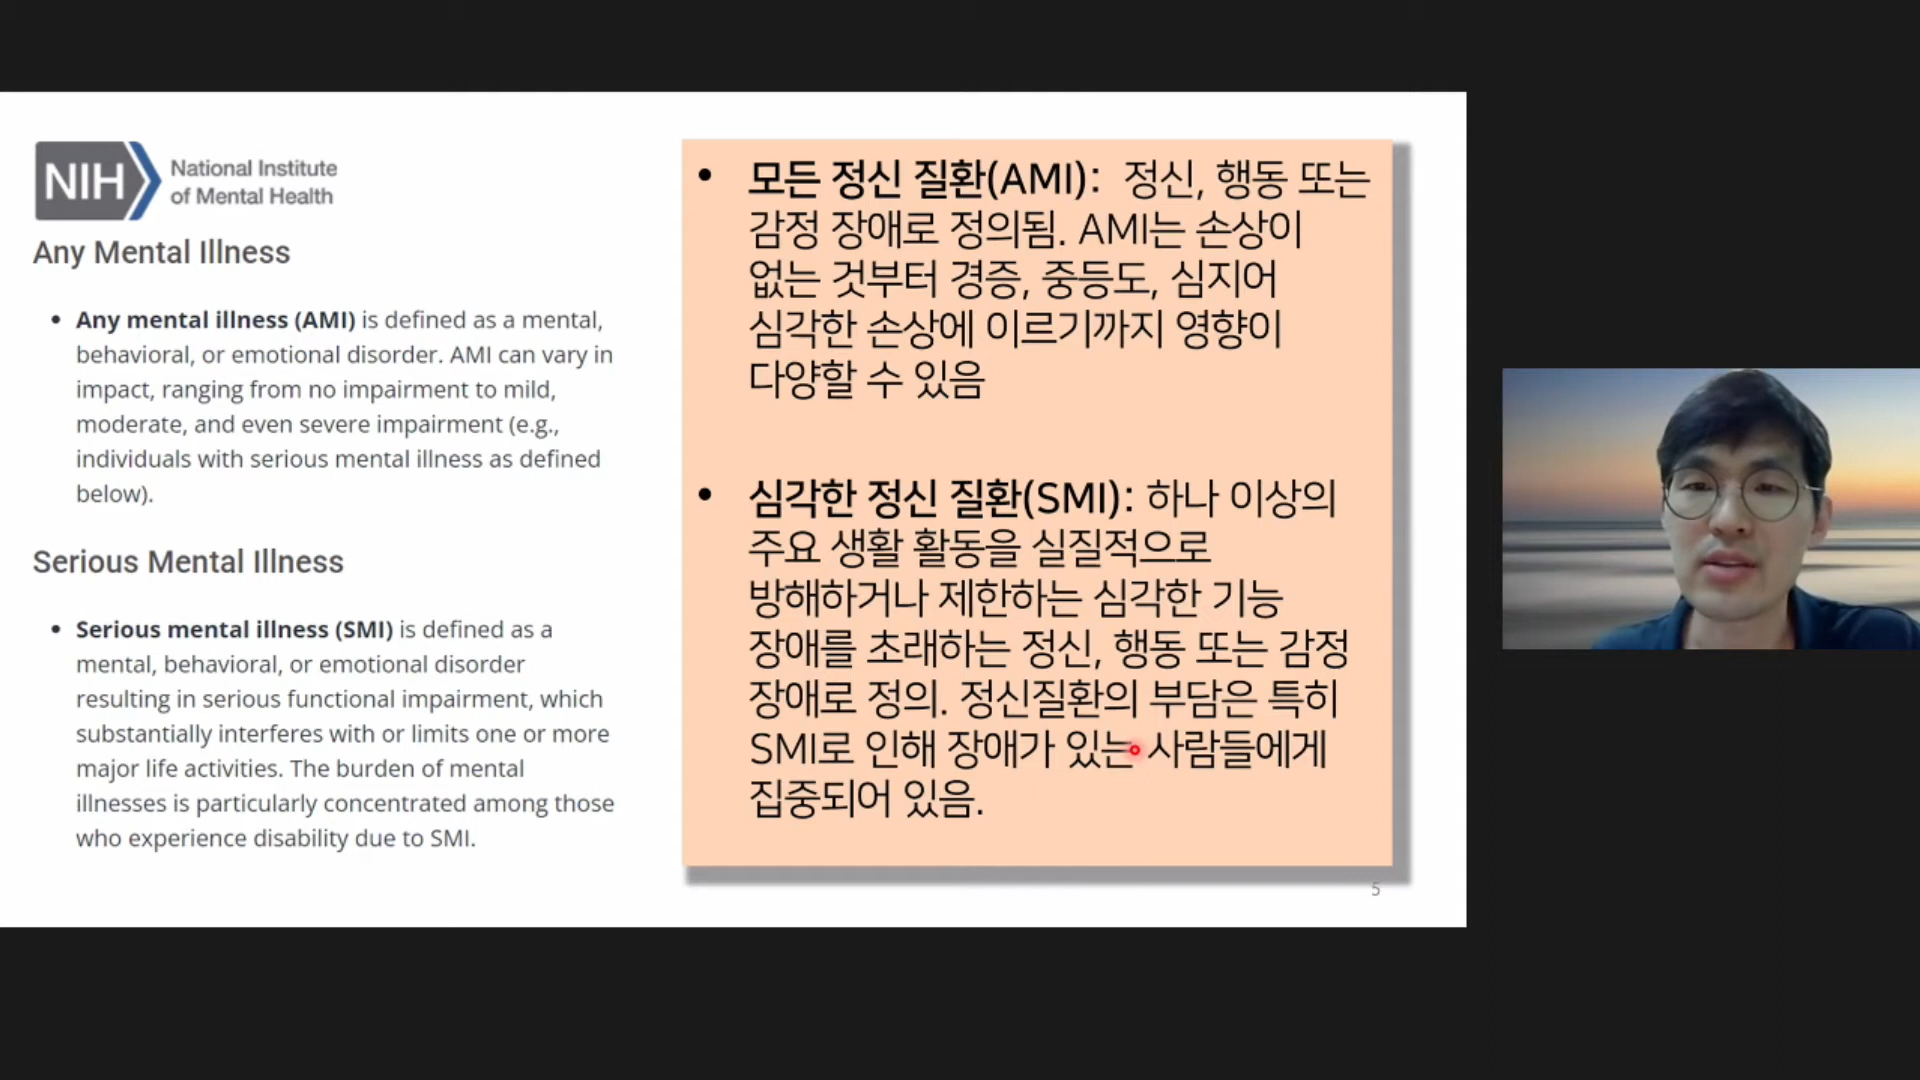 NIH National Institute
of Mental Health
Any Mental Illness
• Any mental illness (AMI) is defined as a mental,
behavioral, or emotional disorder. AMI can vary in
impact, ranging from no impairment to mild,
moderate, and even severe impairment (e.g.,
individuals with serious mental illness as defined
below).
Serious Mental Illness
• Serious mental illness (SMI) is defined as a
mental, behavioral, or emotional disorder
resulting in serious functional impairment, which
substantially interferes with or limits one or more
major life activities. The burden of mental
illnesses is particularly concentrated among those
who experience disability due to SMI.
• 모든 정신 질환(AMI): 정신, 행동 또는
감정 장애로 정의됨. AMI는 손상이
없는 것부터 경증, 중등도, 심지어
심각한 손상에 이르기까지 영향이
다양할 수 있음
• 심각한 정신 질환(SMI): 하나 이상의
주요 생활 활동을 실질적으로
방해하거나 제한하는 심각한 기능
장애를 초래하는 정신, 행동 또는 감정
장애로 정의. 정신질환의 부담은 특히
SMI로 인해 장애가 있는 사람들에게
집중되어 있음.
5